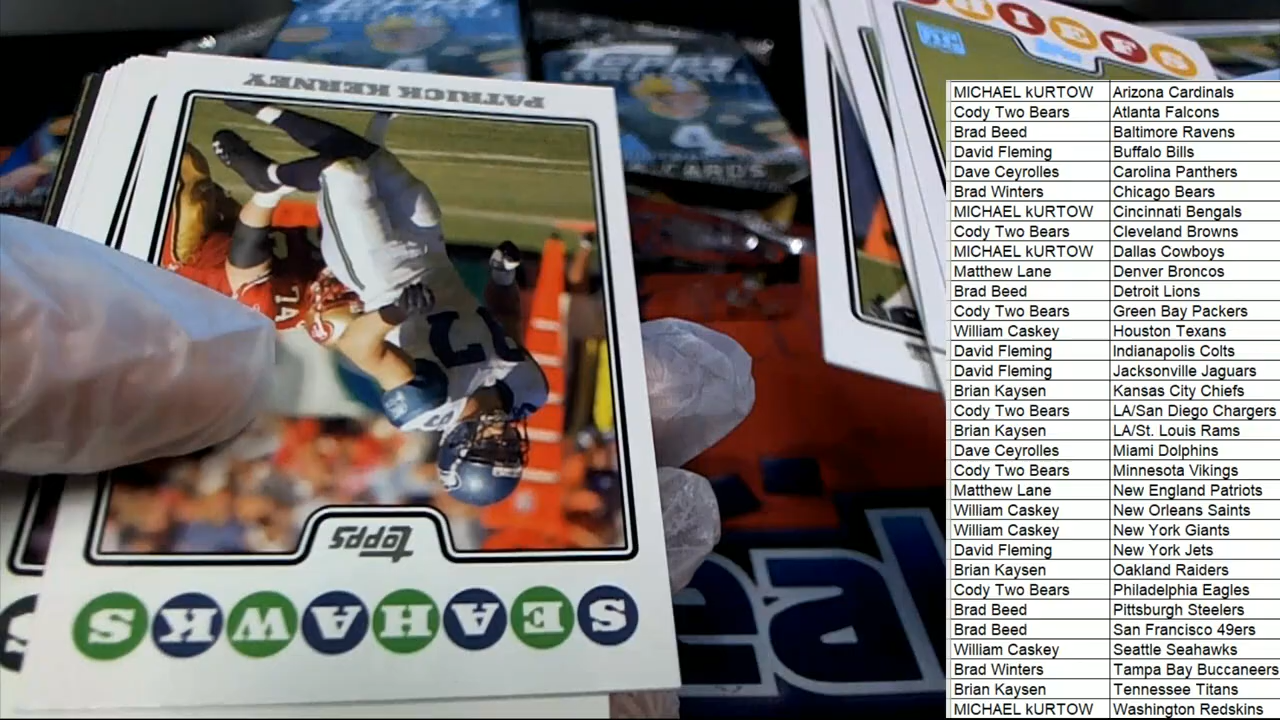 PATRICK KERNEY
74
97
topps
SEAHAWKS
Topps
4
CARDS
CHIEFS
MICHAEL kURTOW Arizona Cardinals
Cody Two Bears Atlanta Falcons
Brad Beed Baltimore Ravens
David Fleming Buffalo Bills
Dave Ceyrolles Carolina Panthers
Brad Winters Chicago Bears
MICHAEL kURTOW Cincinnati Bengals
Cody Two Bears Cleveland Browns
MICHAEL kURTOW Dallas Cowboys
Matthew Lane Denver Broncos
Brad Beed Detroit Lions
Cody Two Bears Green Bay Packers
William Caskey Houston Texans
David Fleming Indianapolis Colts
David Fleming Jacksonville Jaguars
Brian Kaysen Kansas City Chiefs
Cody Two Bears LA/San Diego Chargers
Brian Kaysen LA/St. Louis Rams
Dave Ceyrolles Miami Dolphins
Cody Two Bears Minnesota Vikings
Matthew Lane New England Patriots
William Caskey New Orleans Saints
William Caskey New York Giants
David Fleming New York Jets
Brian Kaysen Oakland Raiders
Cody Two Bears Philadelphia Eagles
Brad Beed Pittsburgh Steelers
Brad Beed San Francisco 49ers
William Caskey Seattle Seahawks
Brad Winters Tampa Bay Buccaneers
Brian Kaysen Tennessee Titans
MICHAEL kURTOW Washington Redskins